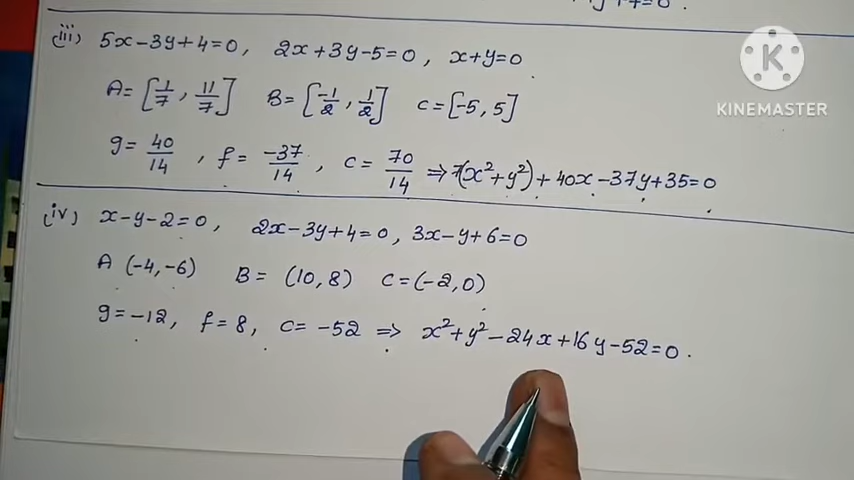 (iii) 5x-3y+4=0, 2x+3y-5=0, x+y=0
A=[1/7, 11/7] B=[-1/2, 1/2] C=[-5, 5]
g=40/14, f=-37/14, c=70/14 ⇒ 7(x²+y²)+40x-37y+35=0
(iv) x-y-2=0, 2x-3y+4=0, 3x-y+6=0
A (-4,-6) B= (10,8) C=(-2,0)
g=-12, f=8, c=-52 ⇒ x²+y²-24x+16y-52=0.
KINEMASTER